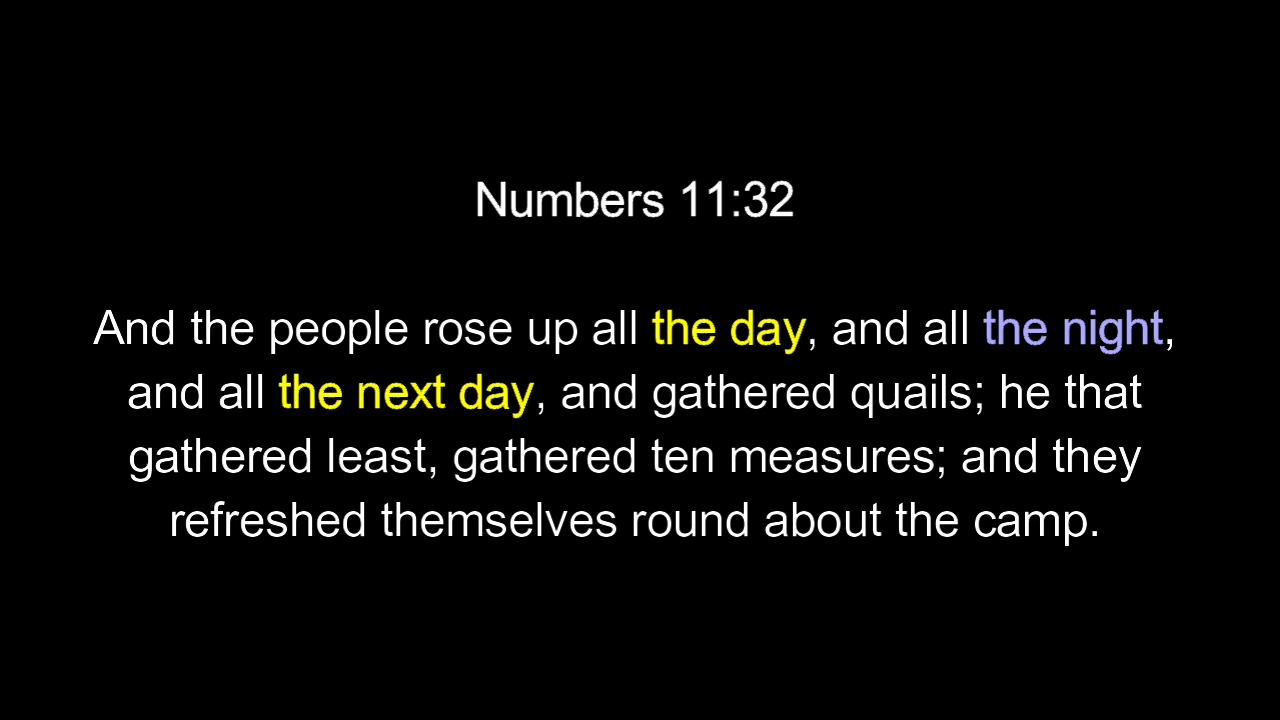 Numbers 11:32
And the people rose up all the day, and all the night,
and all the next day, and gathered quails; he that
gathered least, gathered ten measures; and they
refreshed themselves round about the camp.